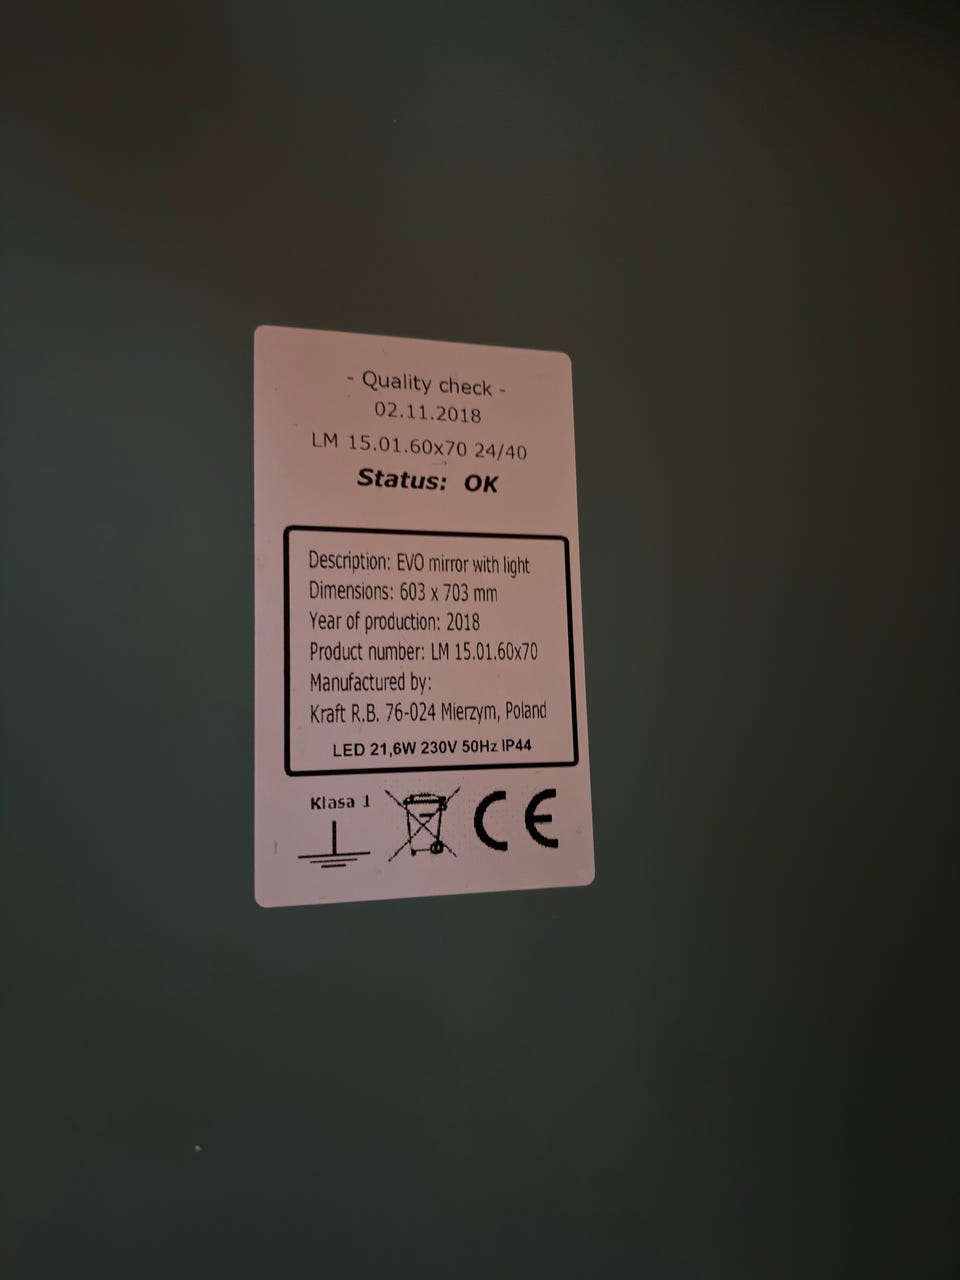 - Quality check -
02.11.2018
LM 15.01.60x70 24/40
Status: OK
Description: EVO mirror with light
Dimensions: 603 x 703 mm
Year of production: 2018
Product number: LM 15.01.60x70
Manufactured by:
Kraft R.B. 76-024 Mierzym, Poland
LED 21,6W 230V 50Hz IP44
Klasa 1
CE